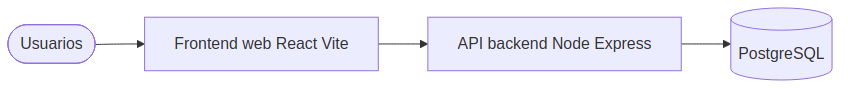 Usuarios
Frontend web React Vite
API backend Node Express
PostgreSQL